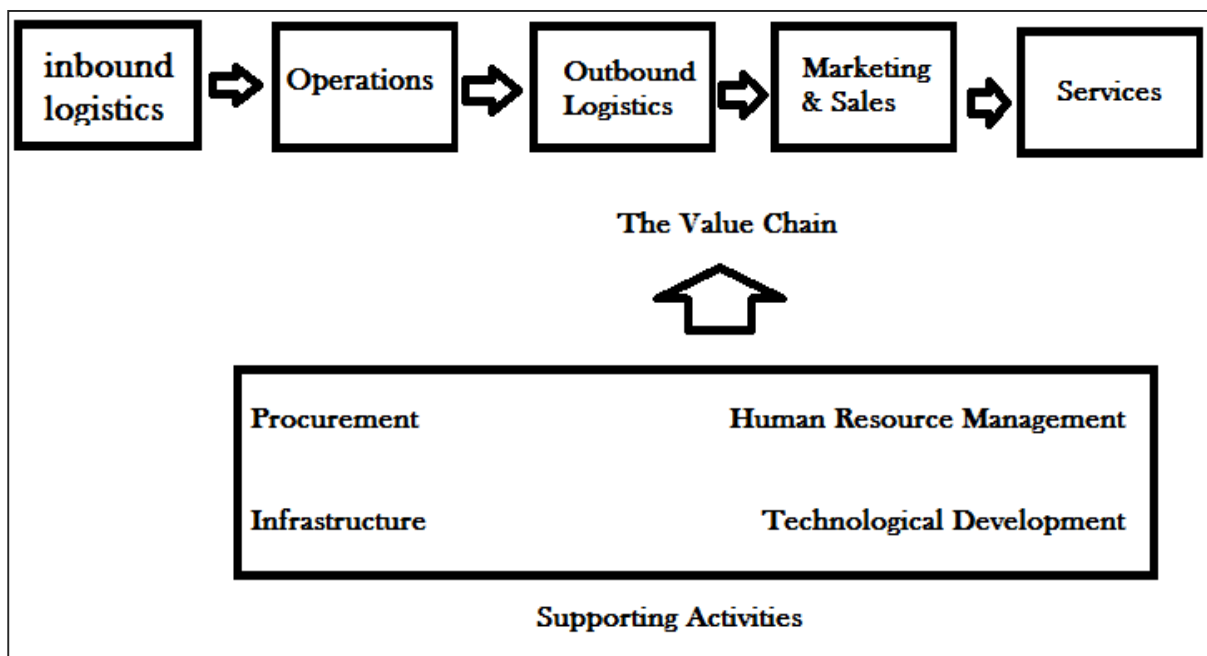 inbound
logistics
Operations
Outbound
Logistics
Marketing
& Sales
Services
The Value Chain
Procurement
Human Resource Management
Infrastructure
Technological Development
Supporting Activities